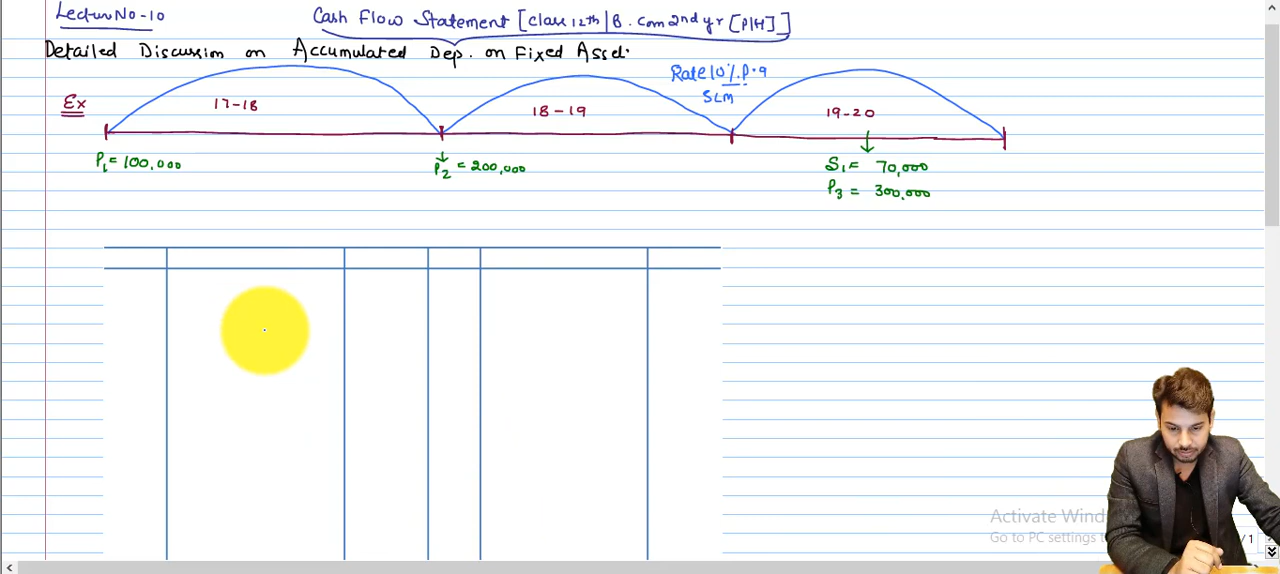 Lecture No-10
Cash Flow Statement [Class 12th | B. Com 2nd yr [P/H]]
Detailed Discussion on Accumulated Dep. on Fixed Asset.
Rate 10% P.a
SLM
Ex
17-18
18-19
19-20
P1 = 100,000
P2 = 200,000
S1 = 70,000
P3 = 300,000
Activate Wind
Go to PC settings t
/ 1